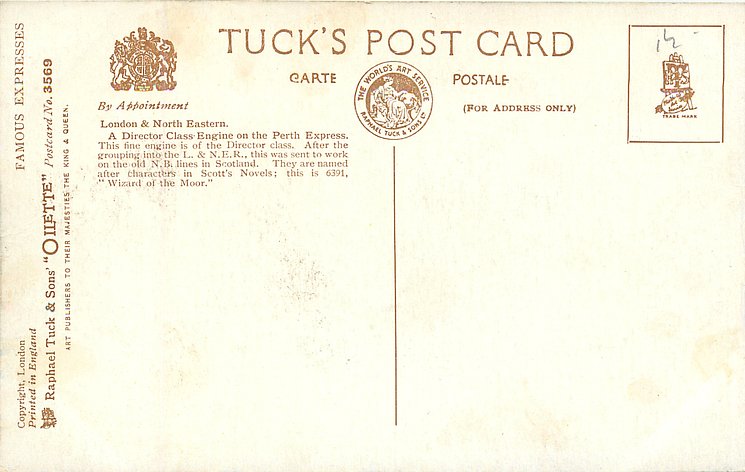 TUCK'S POST CARD
CARTE POSTALE
(FOR ADDRESS ONLY)
THE WORLD'S ART SERVICE
RAPHAEL TUCK & SONS LTD
TRADE MARK
By Appointment
London & North Eastern.
A Director Class Engine on the Perth Express.
This fine engine is of the Director class. After the
grouping into the L. & N.E.R., this was sent to work
on the old N.B. lines in Scotland. They are named
after characters in Scott's Novels; this is 6391,
"Wizard of the Moor."
FAMOUS EXPRESSES
Raphael Tuck & Sons' "OILETTE" Postcard No. 3569
ART PUBLISHERS TO THEIR MAJESTIES THE KING & QUEEN.
Copyright, London
Printed in England